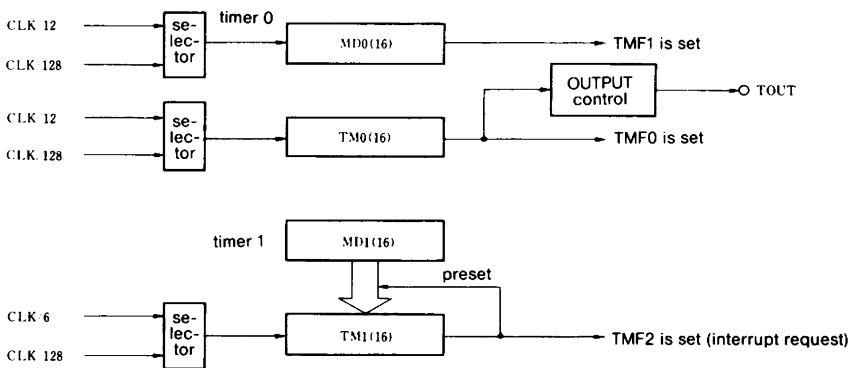 timer 0
CLK 12
CLK 128
se-
lec-
tor
MD0(16)
TMF1 is set
OUTPUT
control
TOUT
CLK 12
CLK/128
se-
lec-
tor
TM0(16)
TMF0 is set
timer 1
MD1(16)
preset
CLK/6
CLK 128
se-
lec-
tor
TM1(16)
TMF2 is set (interrupt request)